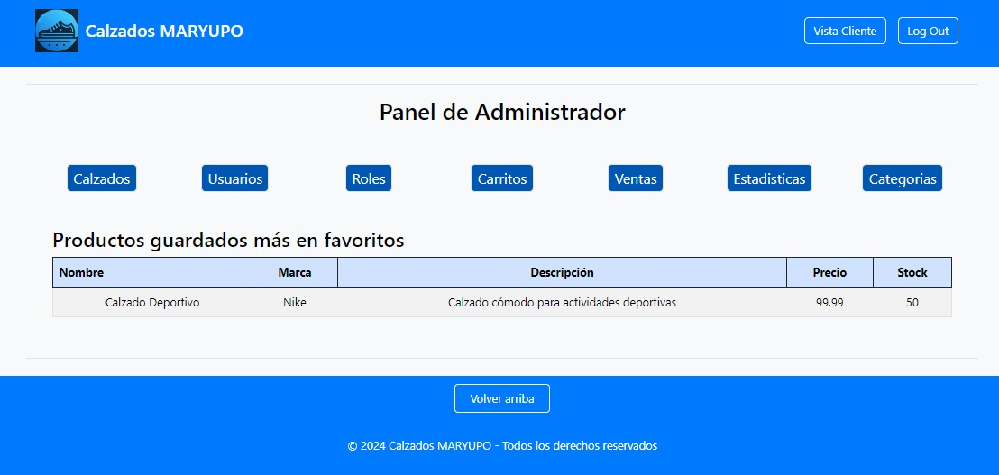 Calzados MARYUPO Vista Cliente Log Out
Panel de Administrador
Calzados Usuarios Roles Carritos Ventas Estadisticas Categorias
Productos guardados más en favoritos
Nombre Marca Descripción Precio Stock
Calzado Deportivo Nike Calzado cómodo para actividades deportivas 99.99 50
Volver arriba
© 2024 Calzados MARYUPO - Todos los derechos reservados